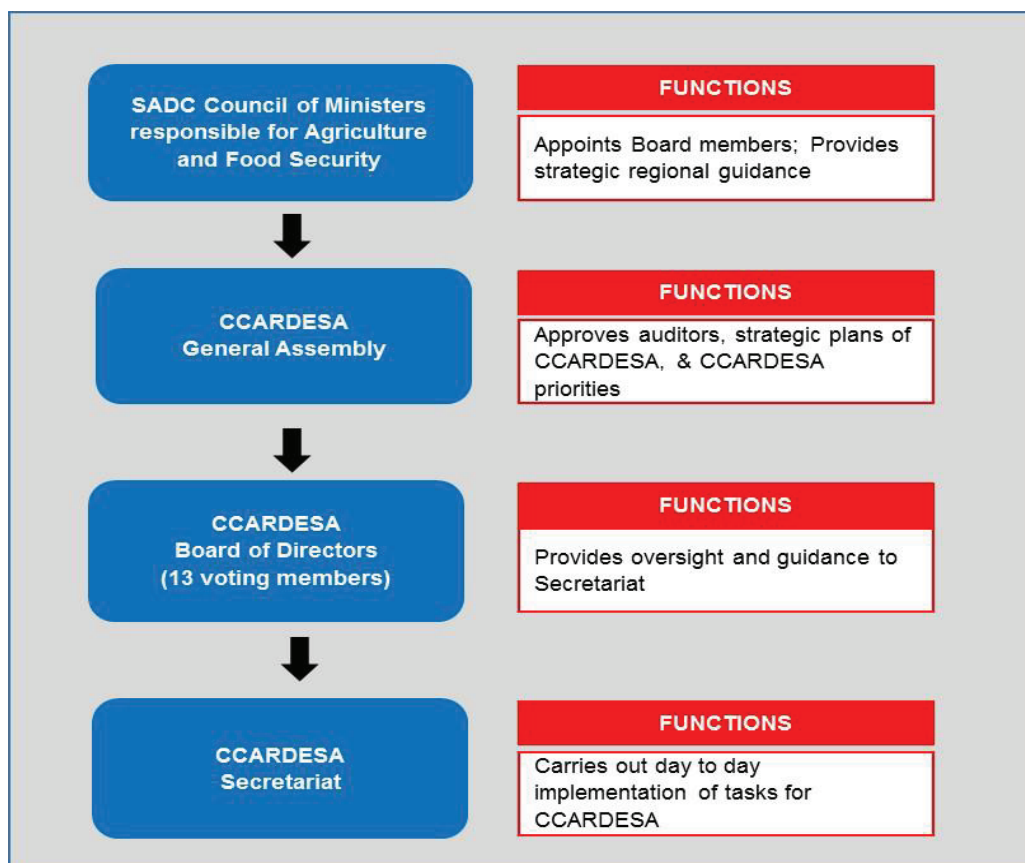 SADC Council of Ministers
responsible for Agriculture
and Food Security
FUNCTIONS
Appoints Board members; Provides
strategic regional guidance
CCARDESA
General Assembly
FUNCTIONS
Approves auditors, strategic plans of
CCARDESA, & CCARDESA
priorities
CCARDESA
Board of Directors
(13 voting members)
FUNCTIONS
Provides oversight and guidance to
Secretariat
CCARDESA
Secretariat
FUNCTIONS
Carries out day to day
implementation of tasks for
CCARDESA